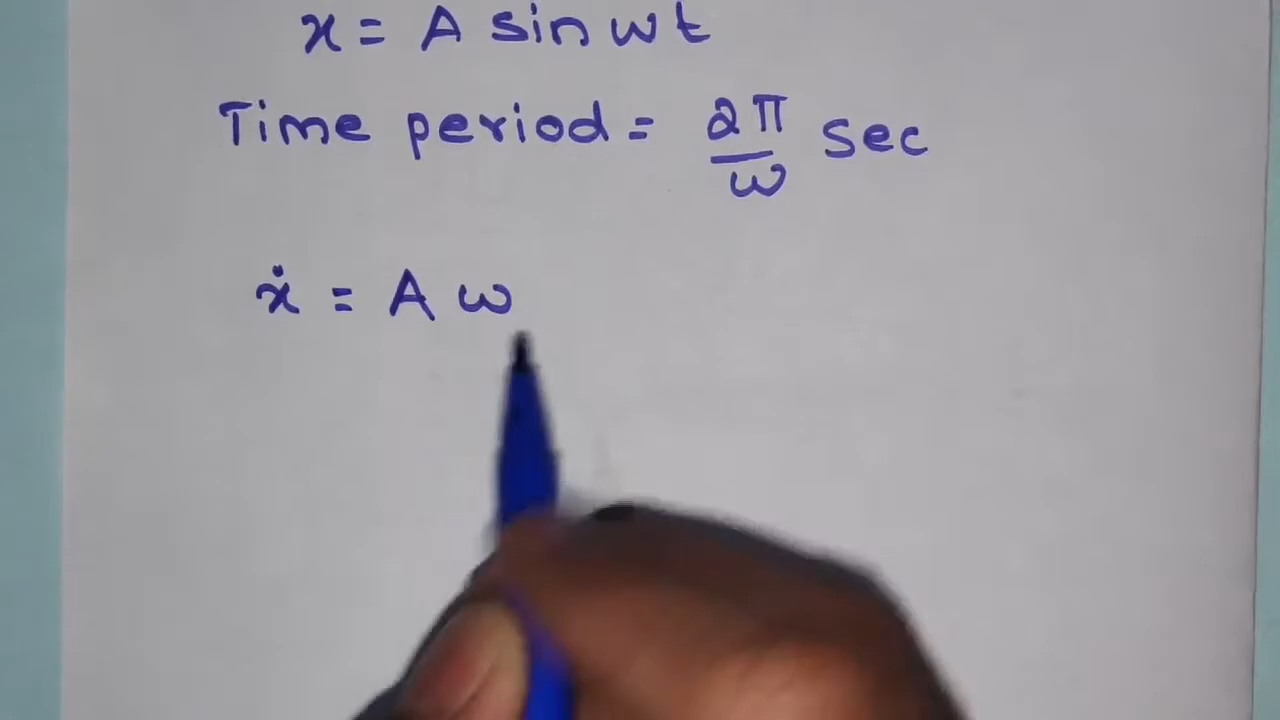 x = A sin ωt
Time period = 2π/ω sec
ẋ = A ω